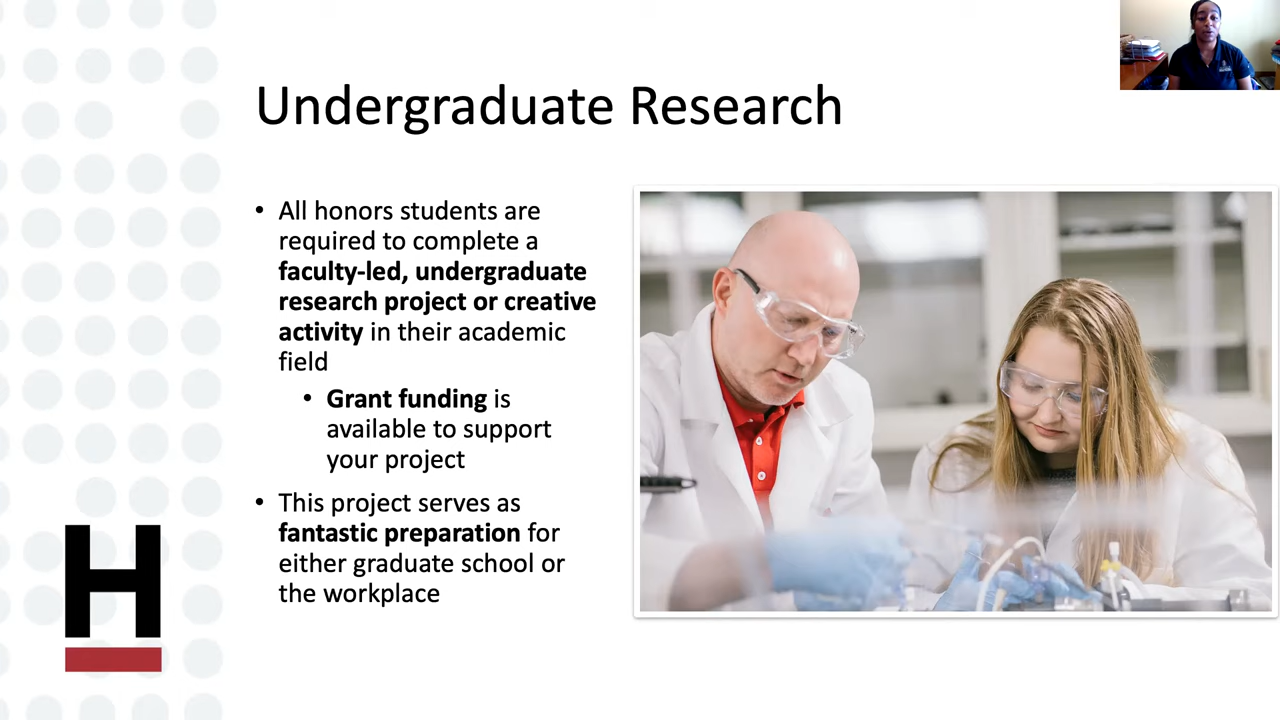 Undergraduate Research
• All honors students are
required to complete a
faculty-led, undergraduate
research project or creative
activity in their academic
field
• Grant funding is
available to support
your project
• This project serves as
fantastic preparation for
either graduate school or
the workplace
H